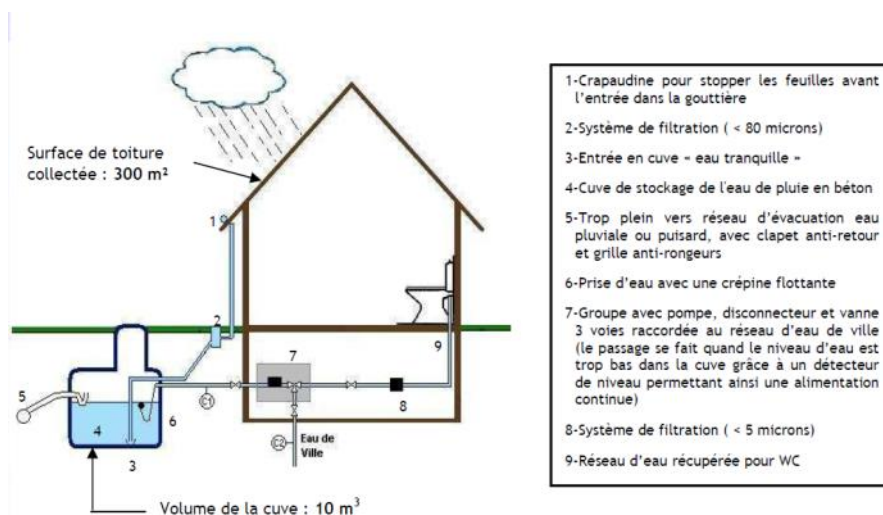 Surface de toiture
collectée : 300 m²
1
9
2
7
9
5
6
C1
8
4
C2
Eau de
Ville
3
Volume de la cuve : 10 m³
1-Crapaudine pour stopper les feuilles avant
l'entrée dans la gouttière
2-Système de filtration ( < 80 microns)
3-Entrée en cuve « eau tranquille »
4-Cuve de stockage de l'eau de pluie en béton
5-Trop plein vers réseau d'évacuation eau
pluviale ou puisard, avec clapet anti-retour
et grille anti-rongeurs
6-Prise d'eau avec une crépine flottante
7-Groupe avec pompe, disconnecteur et vanne
3 voies raccordée au réseau d'eau de ville
(le passage se fait quand le niveau d'eau est
trop bas dans la cuve grâce à un détecteur
de niveau permettant ainsi une alimentation
continue)
8-Système de filtration ( < 5 microns)
9-Réseau d'eau récupérée pour WC